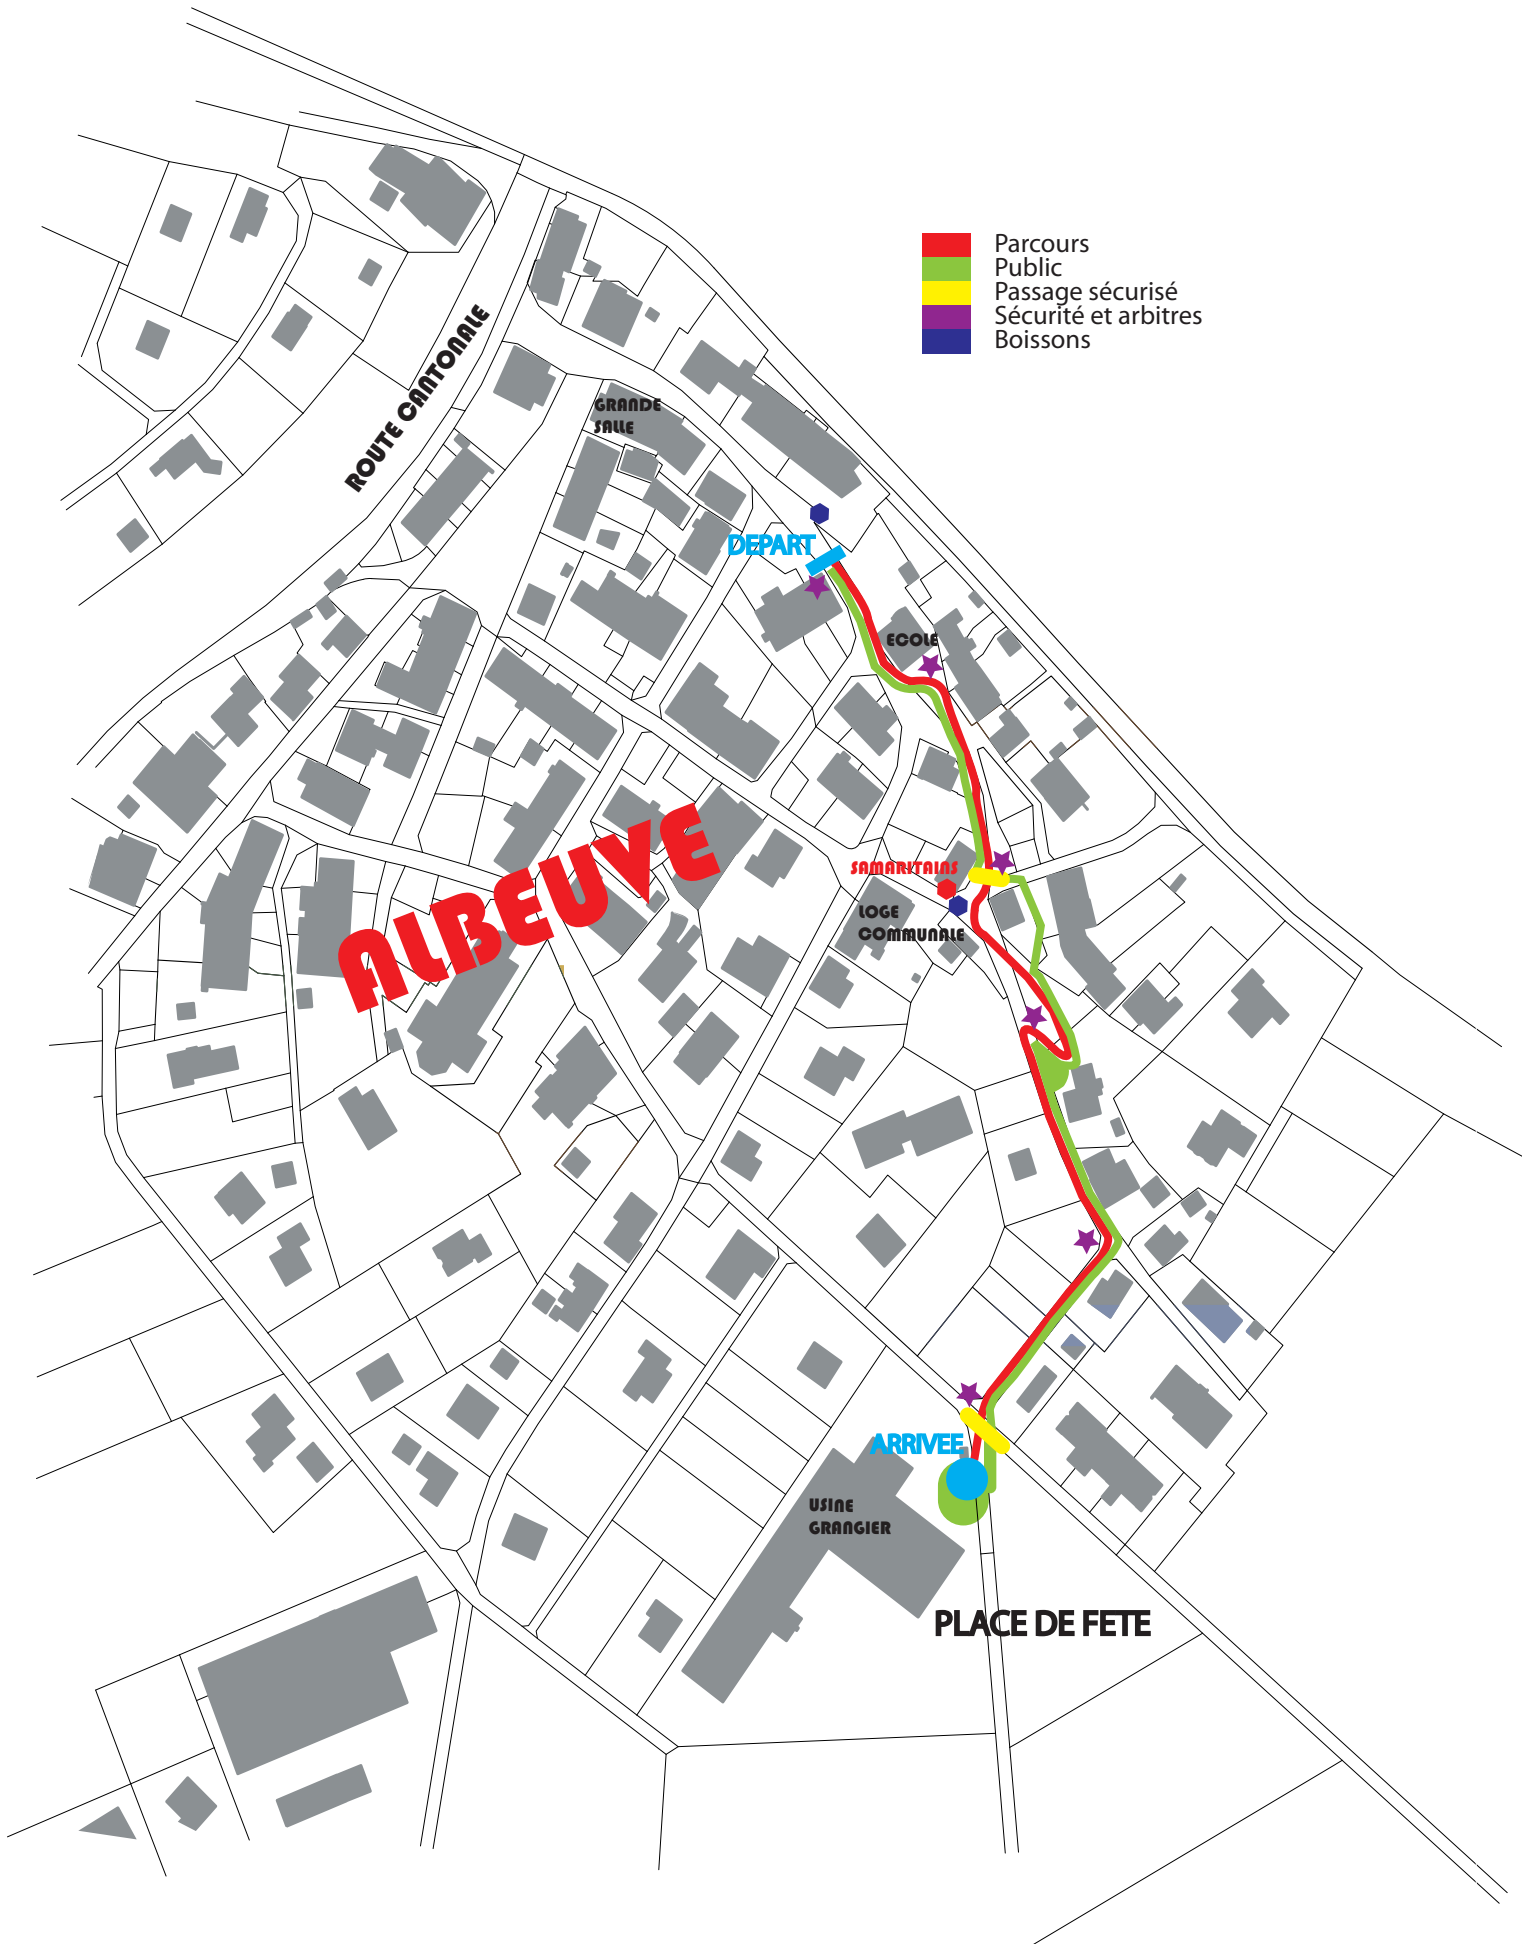 Parcours
Public
Passage sécurisé
Sécurité et arbitres
Boissons
ROUTE CANTONALE
GRANDE
SALLE
DEPART
ECOLE
ALBEUVE
SAMARITAINS
LOGE
COMMUNALE
ARRIVEE
USINE
GRANGIER
PLACE DE FETE